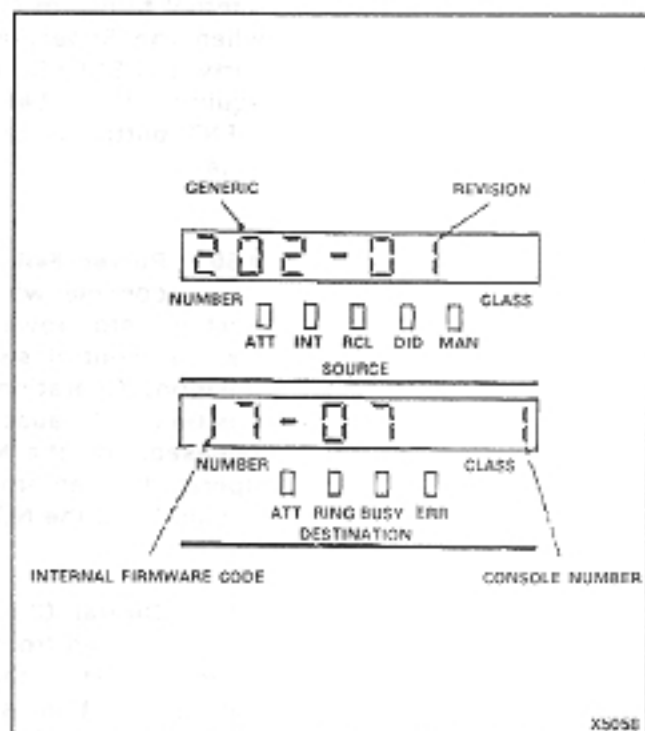 GENERIC REVISION
202-01
NUMBER CLASS
ATT INT RCL DID MAN
SOURCE
17-07 1
NUMBER CLASS
ATT RING BUSY ERR
DESTINATION
INTERNAL FIRMWARE CODE CONSOLE NUMBER
X5058